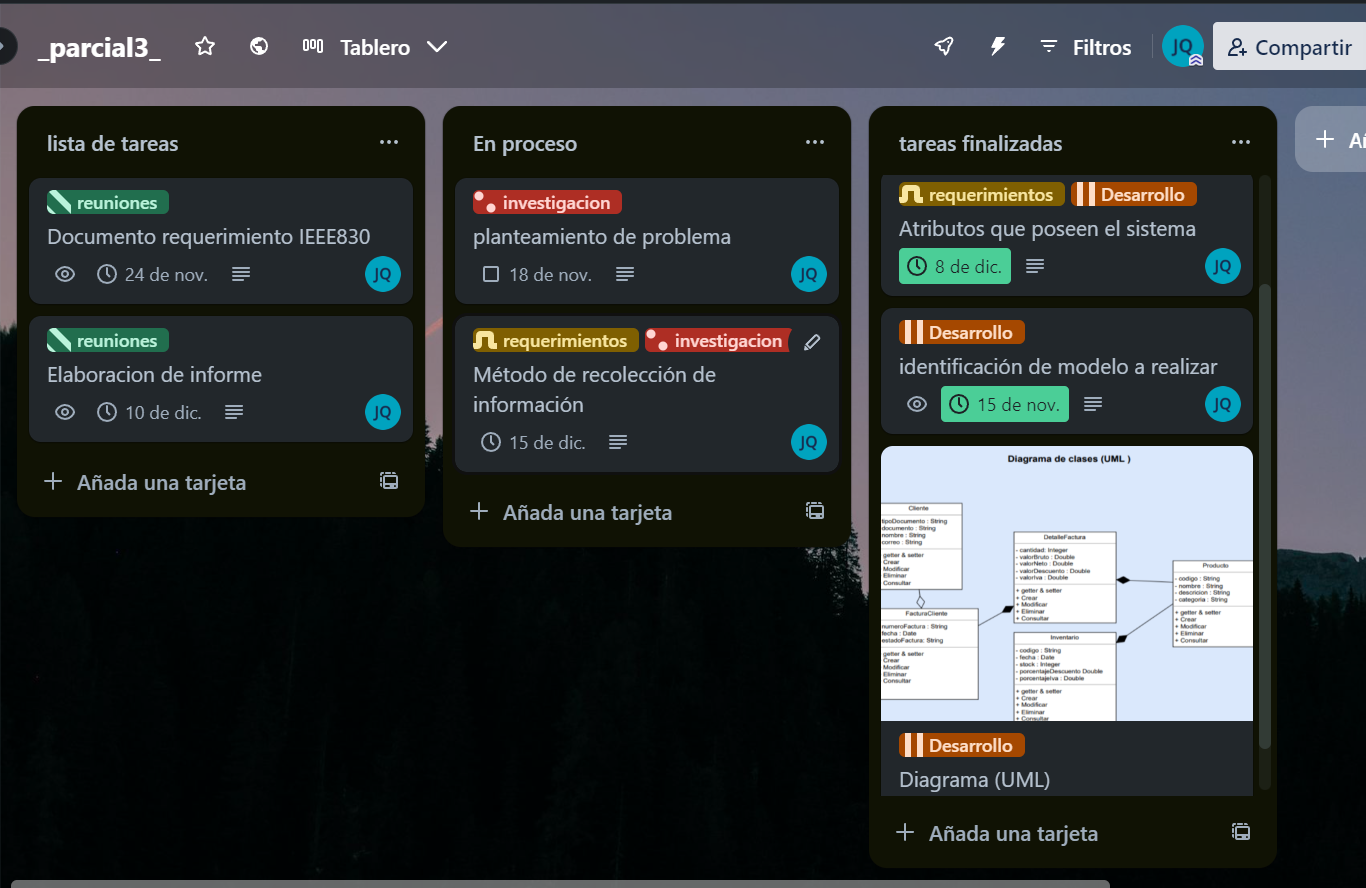 _parcial3_
Tablero
Filtros
JQ
Compartir
lista de tareas
reuniones
Documento requerimiento IEEE830
24 de nov.
JQ
reuniones
Elaboracion de informe
10 de dic.
JQ
Añada una tarjeta
En proceso
investigacion
planteamiento de problema
18 de nov.
JQ
requerimientos investigacion
Método de recolección de
información
15 de dic.
JQ
Añada una tarjeta
tareas finalizadas
requerimientos Desarrollo
Atributos que poseen el sistema
8 de dic.
JQ
Desarrollo
identificación de modelo a realizar
15 de nov.
JQ
Diagrama de clases (UML )
Cliente
tipoDocumento : String
documento : String
nombre : String
correo : String
getter & setter
Crear
Modificar
Eliminar
Consultar
FacturaCliente
numeroFactura : String
fecha : Date
estadoFactura: String
getter & setter
Crear
Modificar
Eliminar
Consultar
DetalleFactura
- cantidad: Integer
- valorBruto : Double
- valorNeto : Double
- valorDescuento : Double
- valorIva : Double
+ getter & setter
+ Crear
+ Modificar
+ Eliminar
+ Consultar
Inventario
- codigo : String
- fecha : Date
- stock : Integer
- porcentajeDescuento Double
- porcentajeIva : Double
+ getter & setter
+ Crear
+ Modificar
+ Eliminar
+ Consultar
Producto
- codigo : String
- nombre : String
- descricion : String
- categoria : String
+ getter & setter
+ Crear
+ Modificar
+ Eliminar
+ Consultar
Desarrollo
Diagrama (UML)
Añada una tarjeta